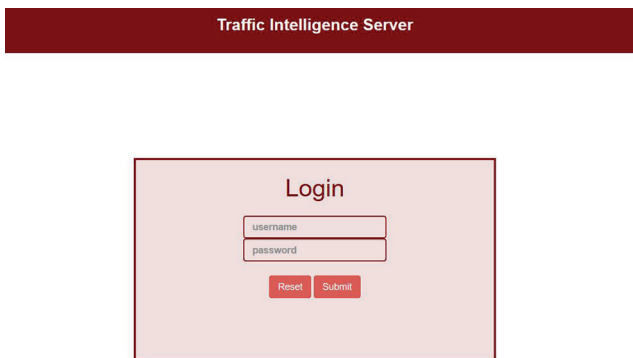 Traffic Intelligence Server
Login
username
password
Reset Submit